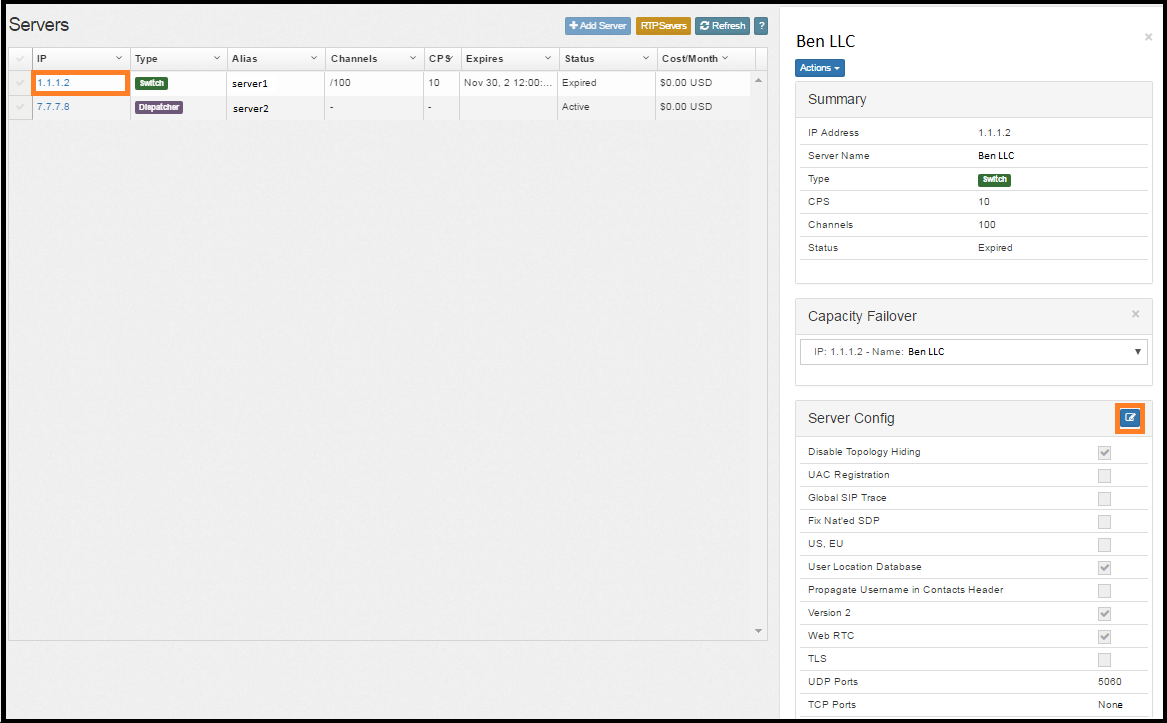 Servers
Add Server RTPServers Refresh ?
IP Type Alias Channels CPS Expires Status Cost/Month
1.1.1.2 Switch server1 /100 10 Nov 30, 2 12:00:... Expired $0.00 USD
7.7.7.8 Dispatcher server2 - - Active $0.00 USD
Ben LLC
Actions
Summary
IP Address 1.1.1.2
Server Name Ben LLC
Type Switch
CPS 10
Channels 100
Status Expired
Capacity Failover
IP: 1.1.1.2 - Name: Ben LLC
Server Config
Disable Topology Hiding
UAC Registration
Global SIP Trace
Fix Nat'ed SDP
US, EU
User Location Database
Propagate Username in Contacts Header
Version 2
Web RTC
TLS
UDP Ports 5060
TCP Ports None